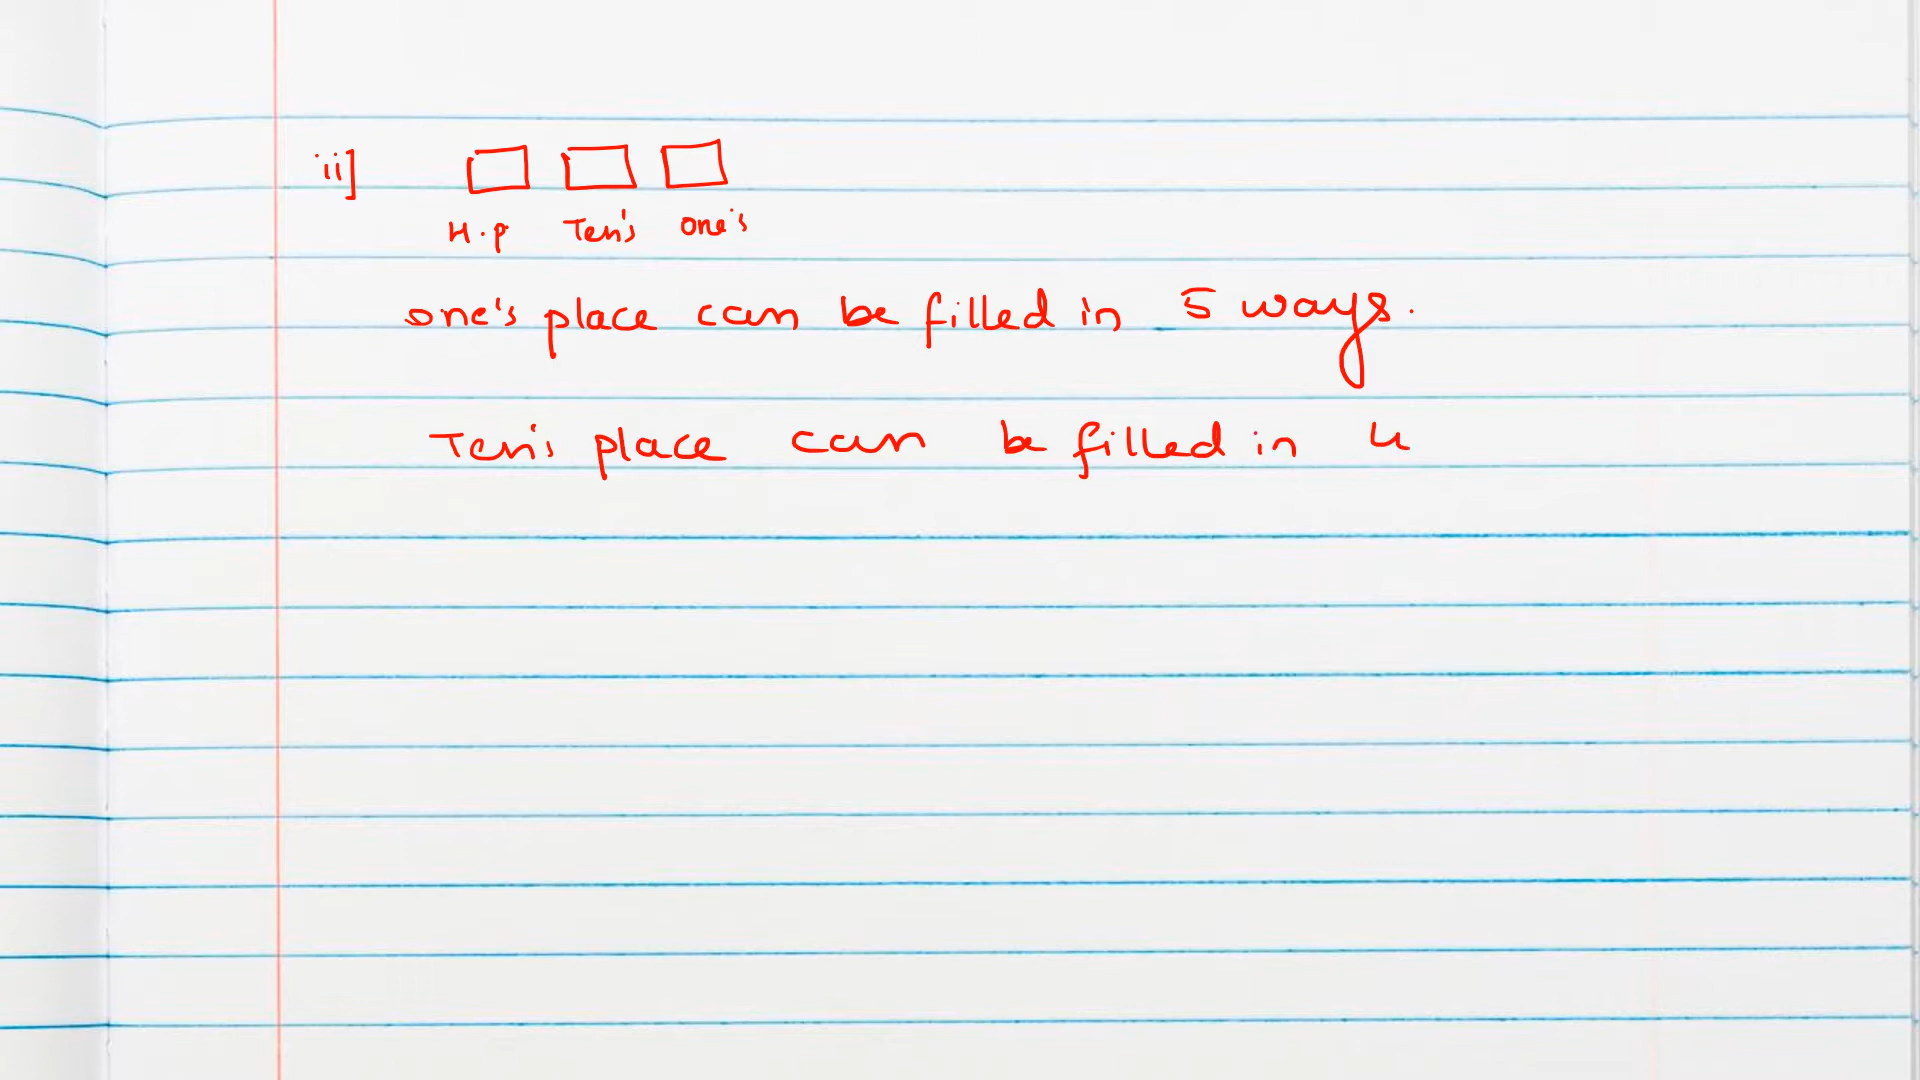 ii]
H.P Ten's one's
one's place can be filled in 5 ways.
Ten's place can be filled in 4